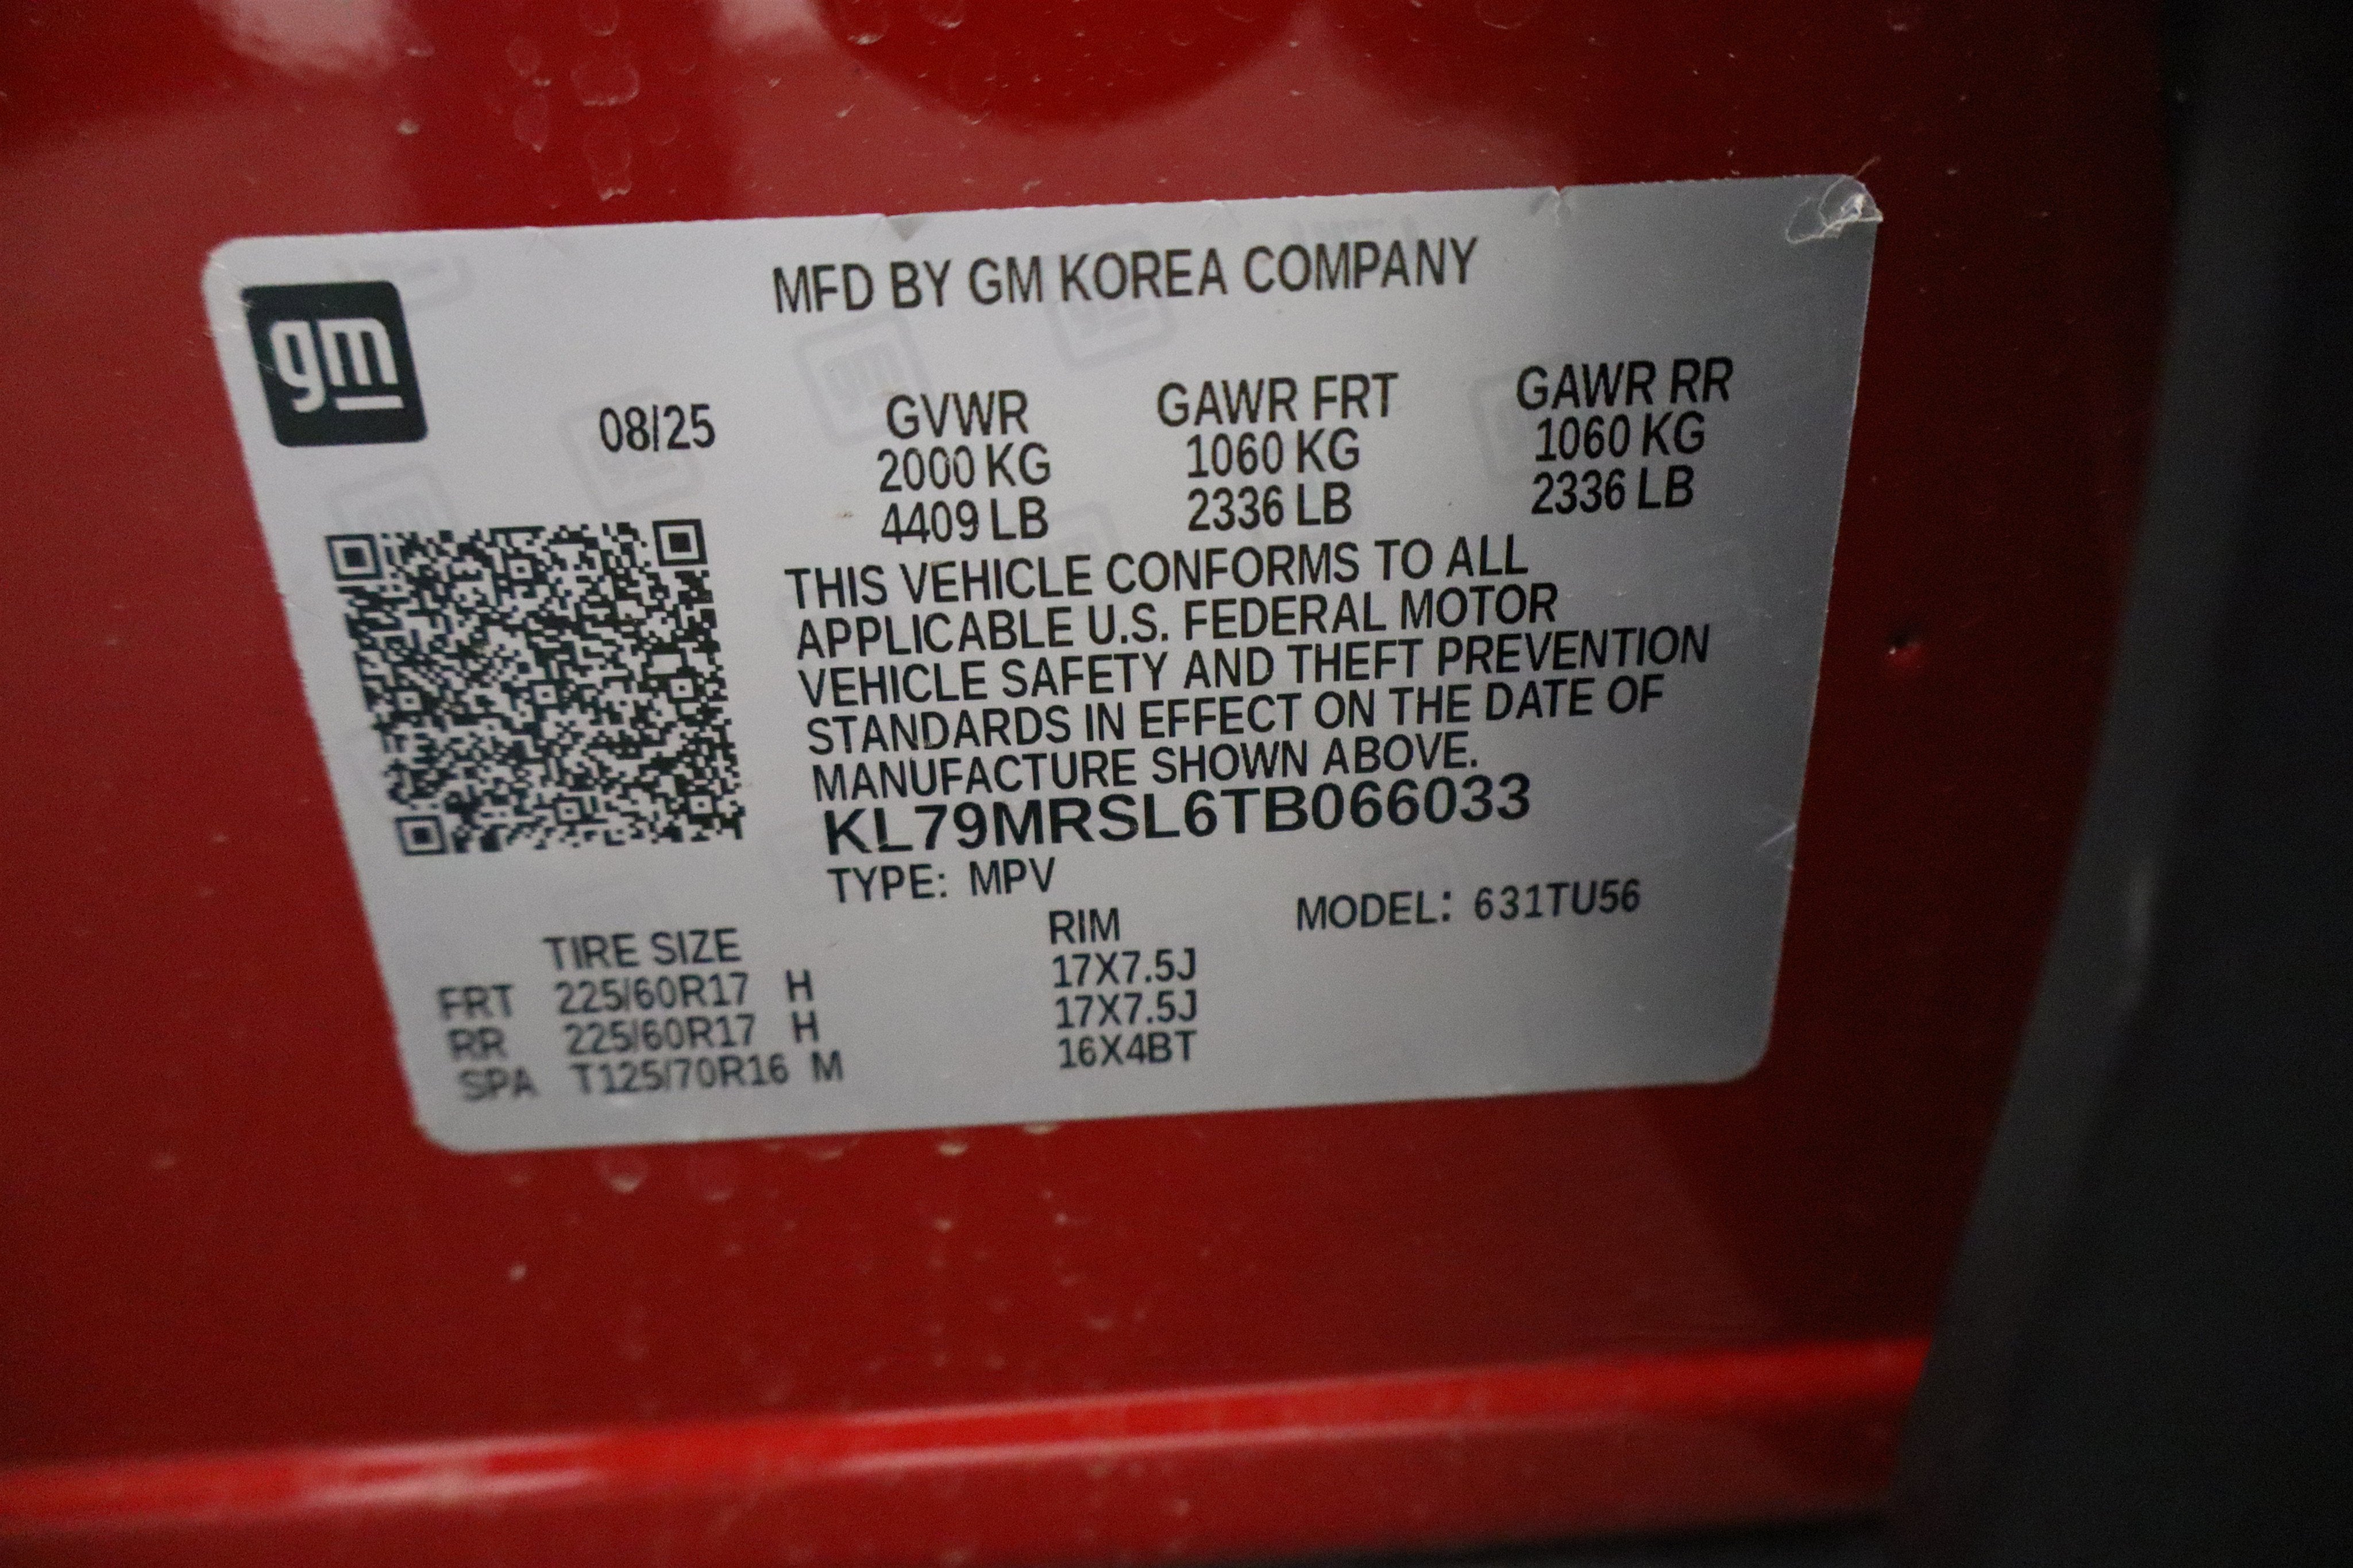 MFD BY GM KOREA COMPANY
gm
08/25
GVWR GAWR FRT GAWR RR
2000 KG 1060 KG 1060 KG
4409 LB 2336 LB 2336 LB
THIS VEHICLE CONFORMS TO ALL
APPLICABLE U.S. FEDERAL MOTOR
VEHICLE SAFETY AND THEFT PREVENTION
STANDARDS IN EFFECT ON THE DATE OF
MANUFACTURE SHOWN ABOVE.
KL79MRSL6TB066033
TYPE: MPV
MODEL: 631TU56
TIRE SIZE RIM
FRT 225/60R17 H 17X7.5J
RR 225/60R17 H 17X7.5J
SPA T125/70R16 M 16X4BT